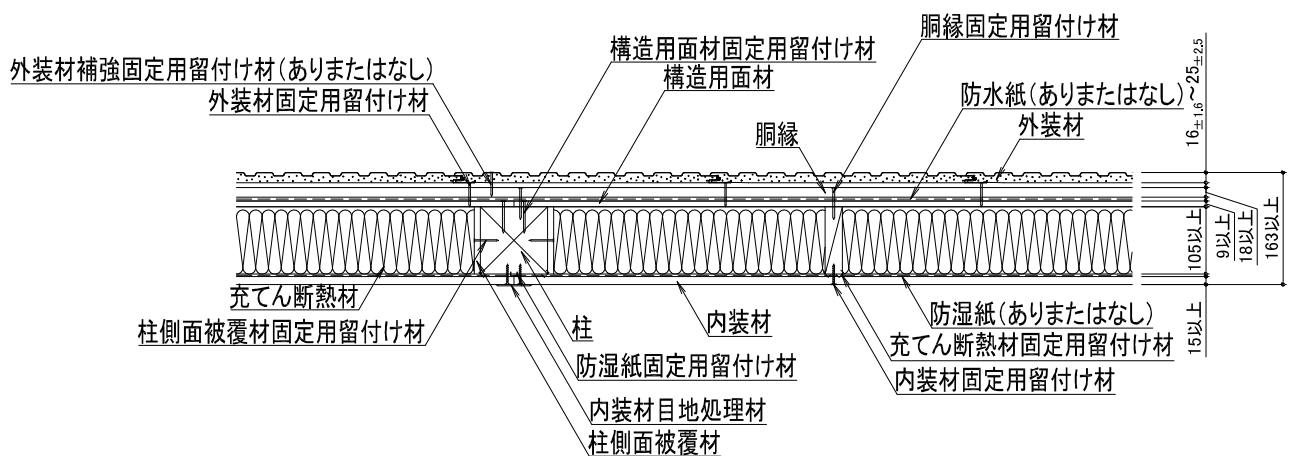 胴縁固定用留付け材
構造用面材固定用留付け材
外装材補強固定用留付け材(ありまたはなし)
構造用面材
外装材固定用留付け材
防水紙(ありまたはなし)
外装材
胴縁
16±1.6～25±2.5
105以上
9以上
18以上
163以上
15以上
充てん断熱材
柱側面被覆材固定用留付け材
柱
内装材
防湿紙(ありまたはなし)
充てん断熱材固定用留付け材
防湿紙固定用留付け材
内装材固定用留付け材
内装材目地処理材
柱側面被覆材